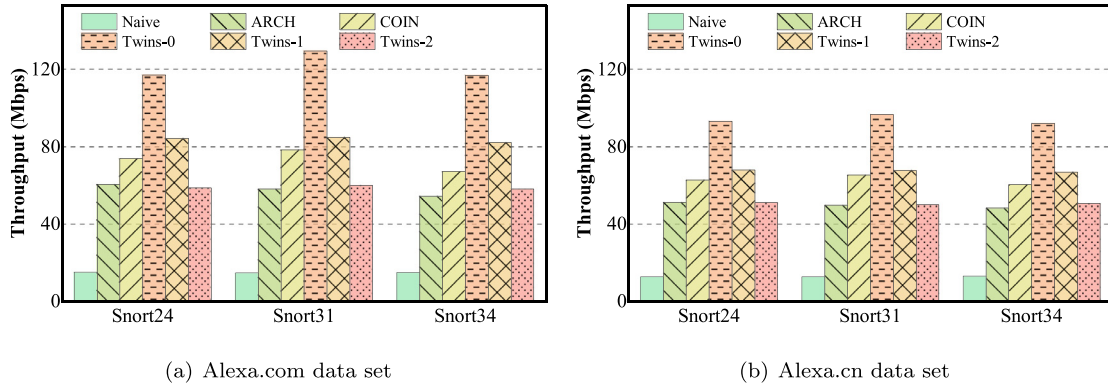 Naive ARCH COIN
Twins-0 Twins-1 Twins-2
Throughput (Mbps)
120
80
40
0
Snort24 Snort31 Snort34
(a) Alexa.com data set
Naive ARCH COIN
Twins-0 Twins-1 Twins-2
Throughput (Mbps)
120
80
40
0
Snort24 Snort31 Snort34
(b) Alexa.cn data set